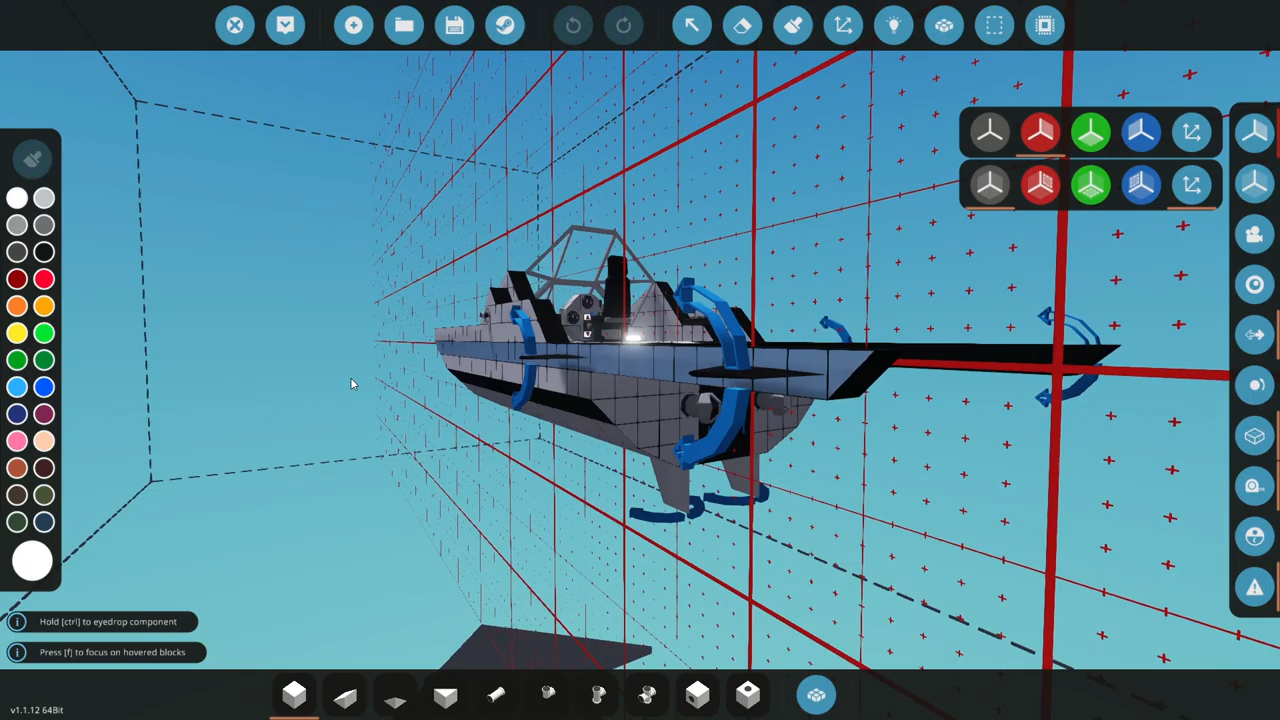 Hold [ctrl] to eyedrop component
Press [f] to focus on hovered blocks
v1.1.12 64Bit